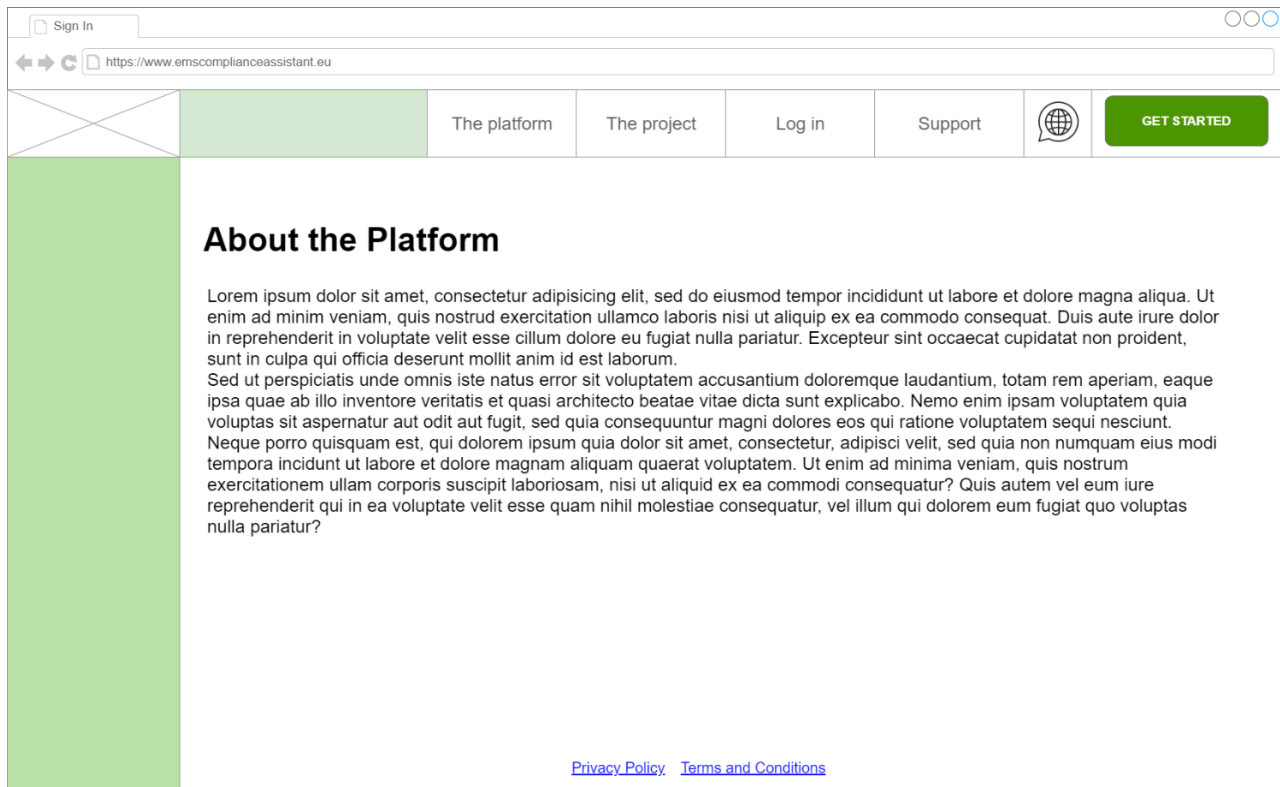 Sign In
https://www.emscomplianceassistant.eu
The platform
The project
Log in
Support
GET STARTED
About the Platform
Lorem ipsum dolor sit amet, consectetur adipisicing elit, sed do eiusmod tempor incididunt ut labore et dolore magna aliqua. Ut
enim ad minim veniam, quis nostrud exercitation ullamco laboris nisi ut aliquip ex ea commodo consequat. Duis aute irure dolor
in reprehenderit in voluptate velit esse cillum dolore eu fugiat nulla pariatur. Excepteur sint occaecat cupidatat non proident,
sunt in culpa qui officia deserunt mollit anim id est laborum.
Sed ut perspiciatis unde omnis iste natus error sit voluptatem accusantium doloremque laudantium, totam rem aperiam, eaque
ipsa quae ab illo inventore veritatis et quasi architecto beatae vitae dicta sunt explicabo. Nemo enim ipsam voluptatem quia
voluptas sit aspernatur aut odit aut fugit, sed quia consequuntur magni dolores eos qui ratione voluptatem sequi nesciunt.
Neque porro quisquam est, qui dolorem ipsum quia dolor sit amet, consectetur, adipisci velit, sed quia non numquam eius modi
tempora incidunt ut labore et dolore magnam aliquam quaerat voluptatem. Ut enim ad minima veniam, quis nostrum
exercitationem ullam corporis suscipit laboriosam, nisi ut aliquid ex ea commodi consequatur? Quis autem vel eum iure
reprehenderit qui in ea voluptate velit esse quam nihil molestiae consequatur, vel illum qui dolorem eum fugiat quo voluptas
nulla pariatur?
Privacy Policy
Terms and Conditions